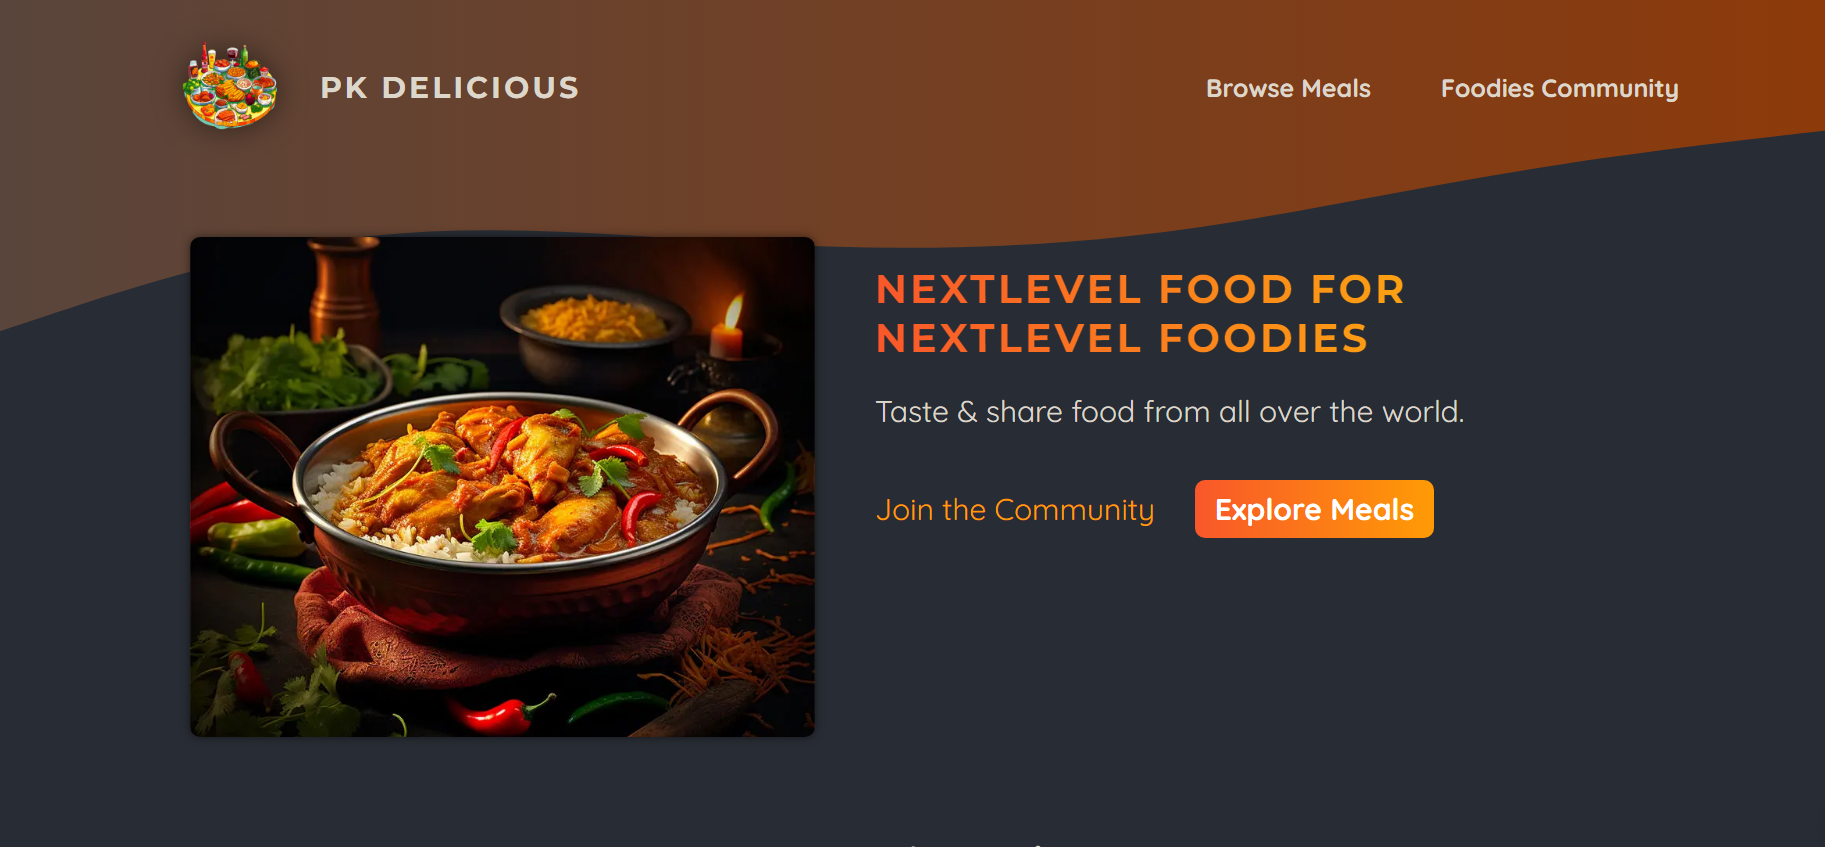 PK DELICIOUS
Browse Meals
Foodies Community
NEXTLEVEL FOOD FOR
NEXTLEVEL FOODIES
Taste & share food from all over the world.
Join the Community
Explore Meals